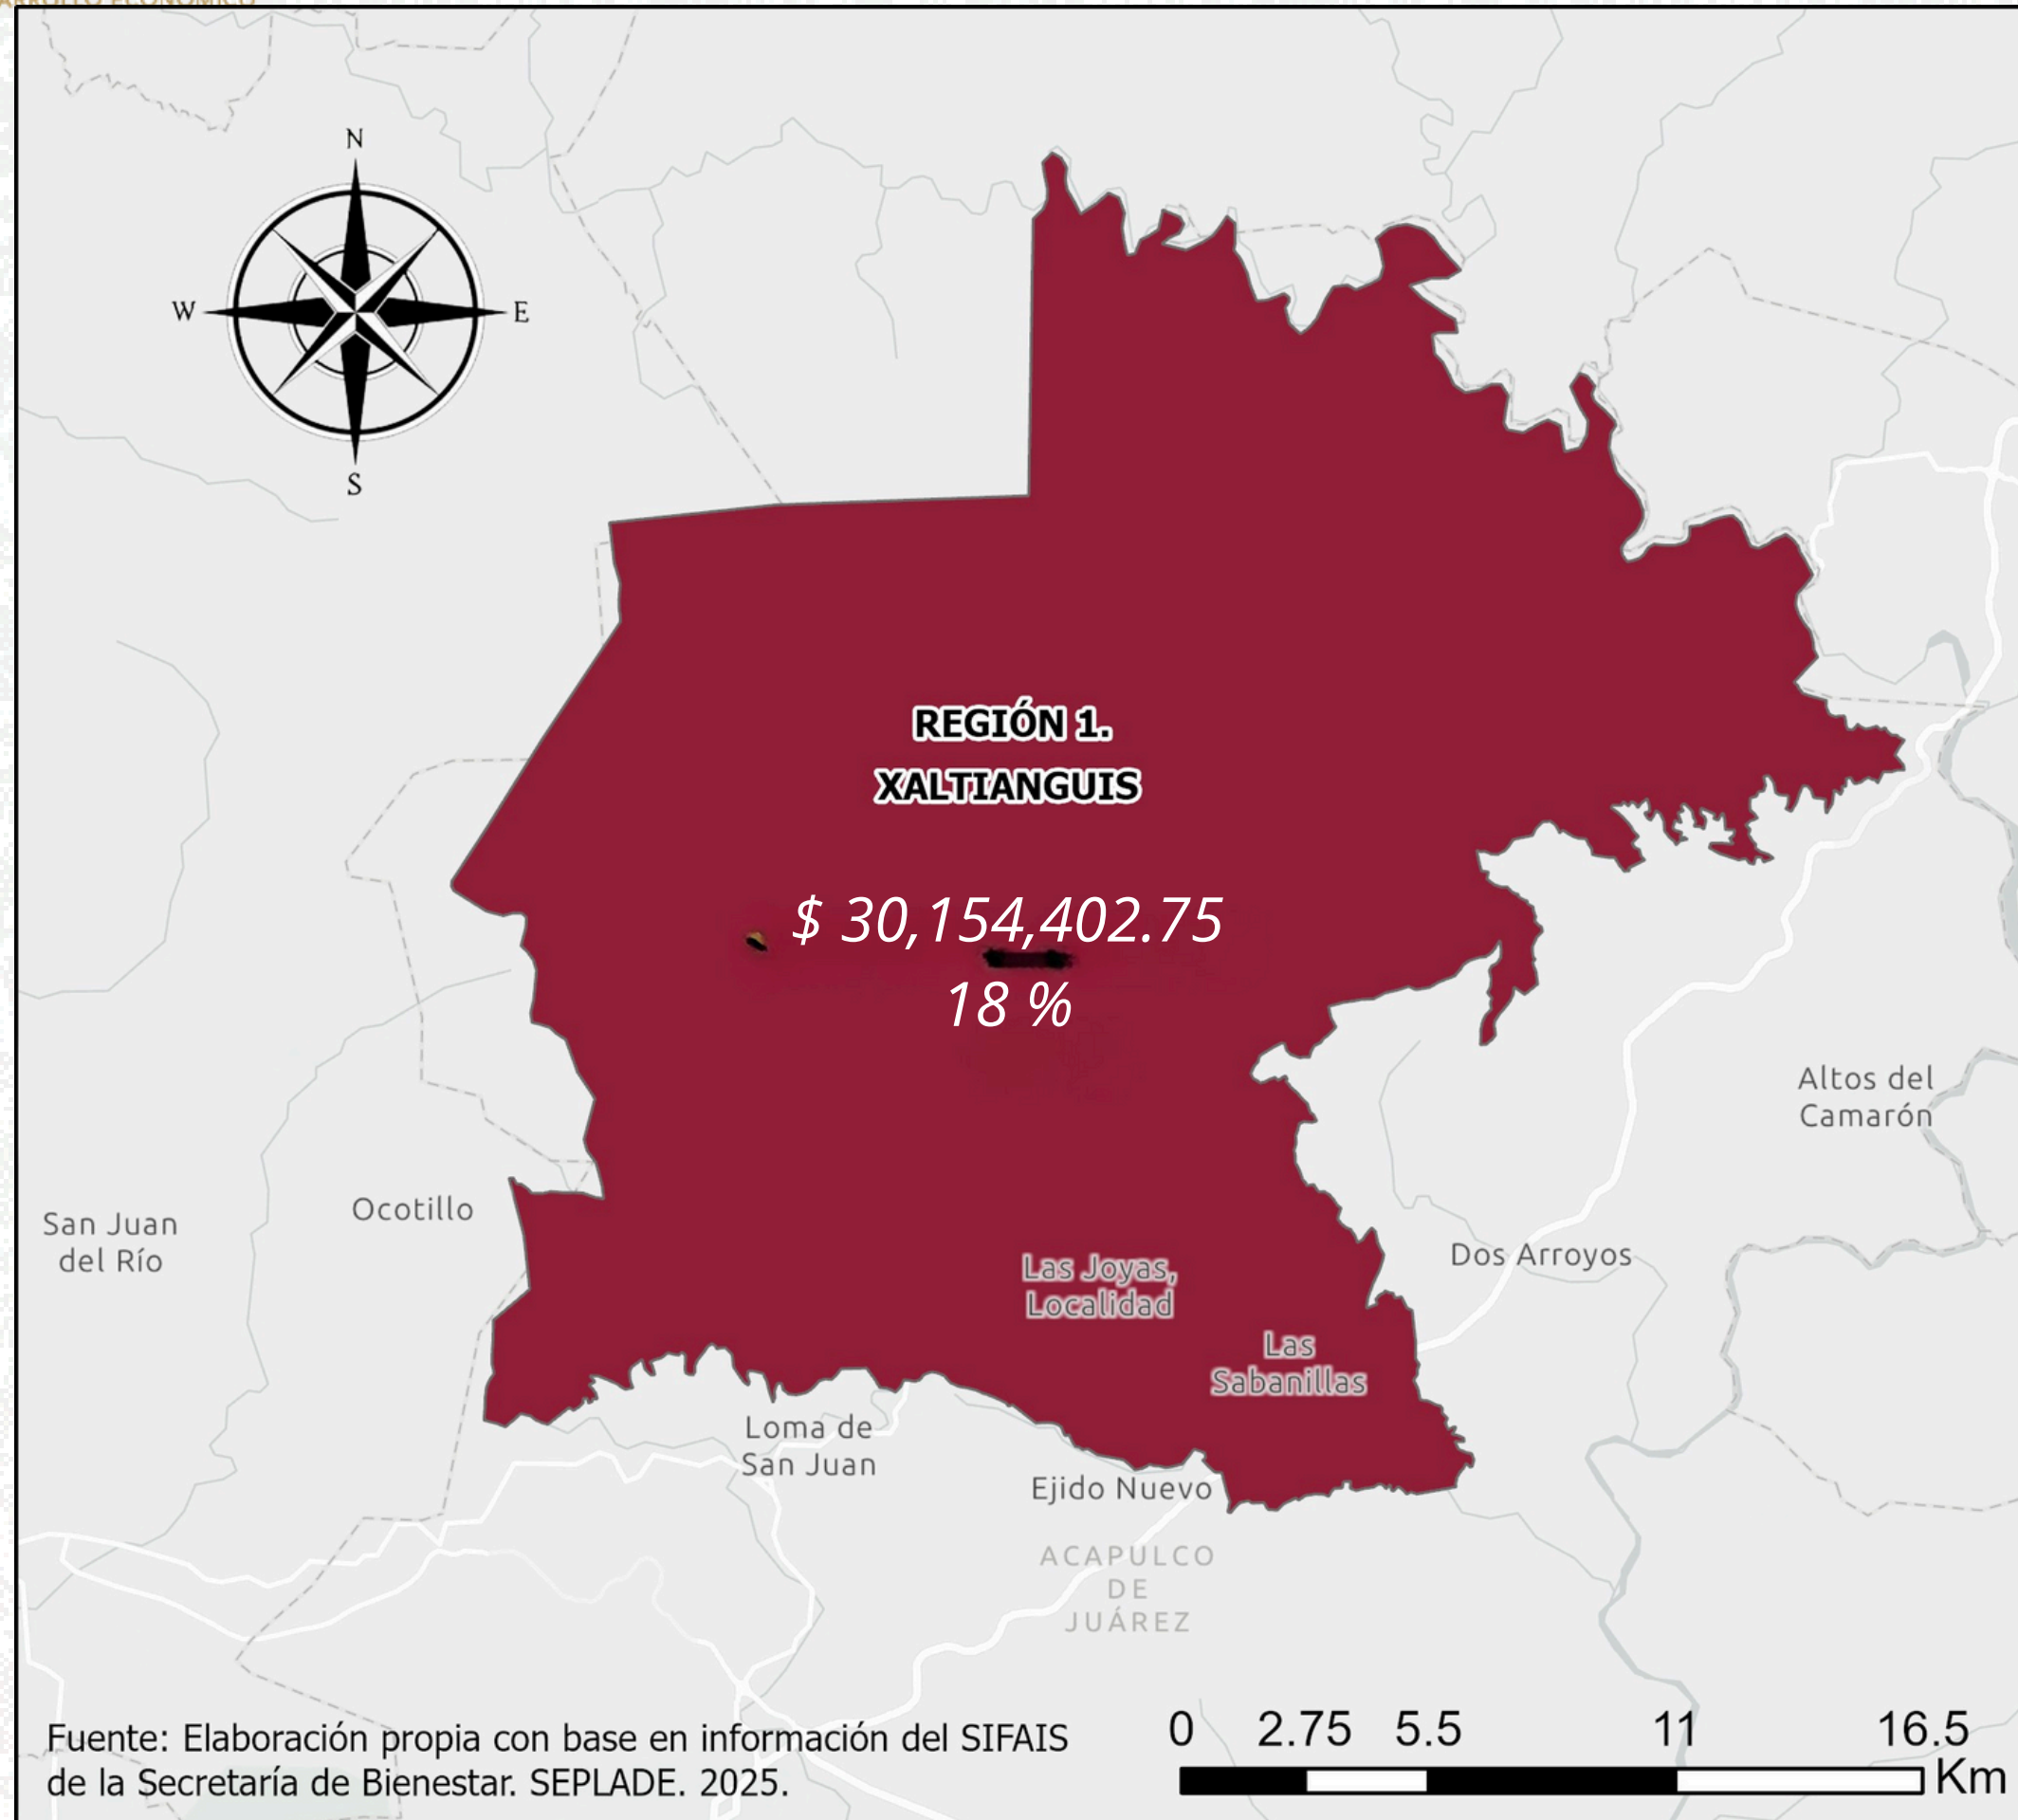 N
W
E
S
REGIÓN 1.
XALTIANGUIS
$ 30,154,402.75
18 %
Altos del
Camarón
San Juan
del Río
Ocotillo
Dos Arroyos
Las Joyas,
Localidad
Las
Sabanillas
Loma de
San Juan
Ejido Nuevo
ACAPULCO
DE
JUÁREZ
Fuente: Elaboración propia con base en información del SIFAIS
de la Secretaría de Bienestar. SEPLADE. 2025.
0 2.75 5.5 11 16.5
Km